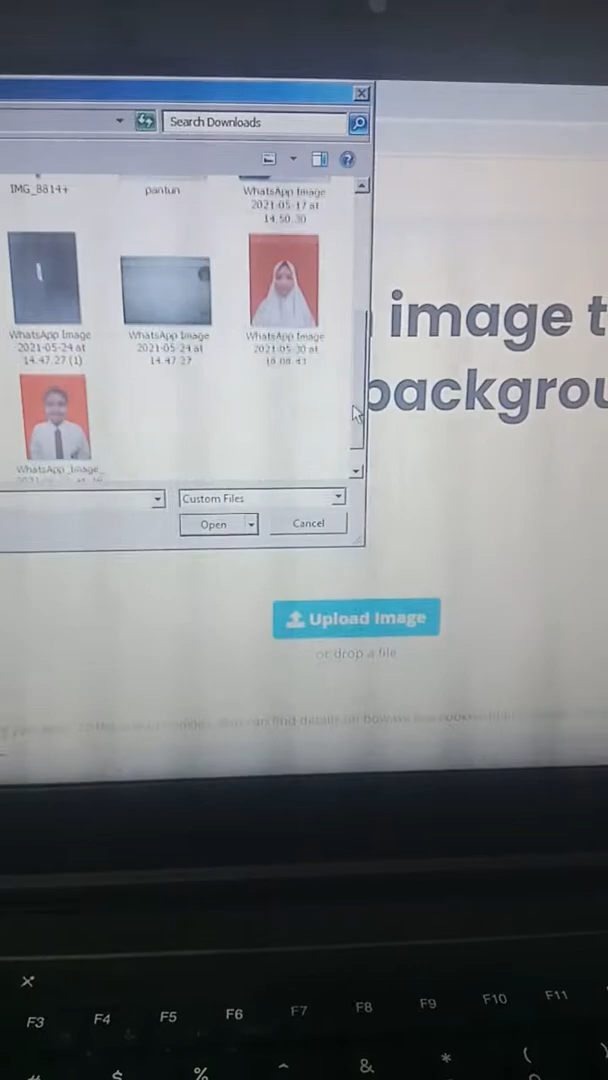 Search Downloads
IMG_8814+
pantun
WhatsApp Image
2021-05-17 at
14.50.30
WhatsApp Image
2021-05-24 at
14.47.27 (1)
WhatsApp Image
2021-05-24 at
14.47.27
WhatsApp Image
2021-05-30 at
image t
backgrou
WhatsApp_Image_
Custom Files
Open
Cancel
Upload Image
or drop a file
F3 F4 F5 F6 F7 F8 F9 F10 F11
# $ % ^ & * ( )